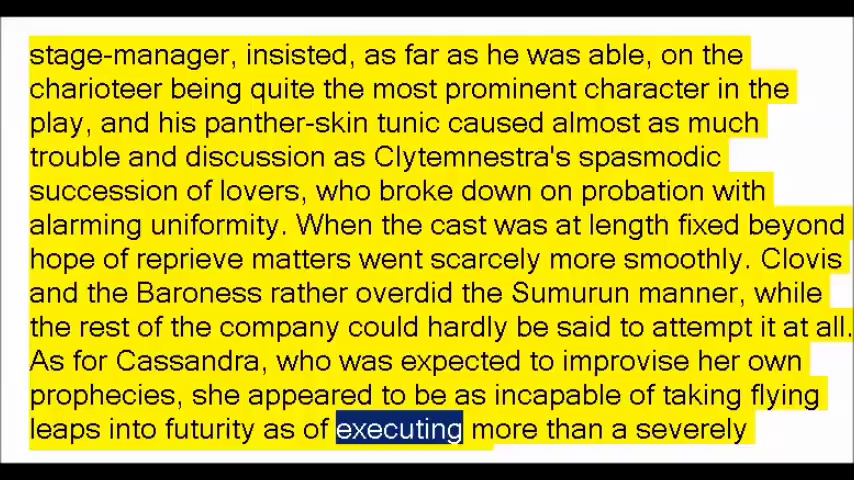 stage-manager, insisted, as far as he was able, on the
charioteer being quite the most prominent character in the
play, and his panther-skin tunic caused almost as much
trouble and discussion as Clytemnestra's spasmodic
succession of lovers, who broke down on probation with
alarming uniformity. When the cast was at length fixed beyond
hope of reprieve matters went scarcely more smoothly. Clovis
and the Baroness rather overdid the Sumurun manner, while
the rest of the company could hardly be said to attempt it at all.
As for Cassandra, who was expected to improvise her own
prophecies, she appeared to be as incapable of taking flying
leaps into futurity as of executing more than a severely